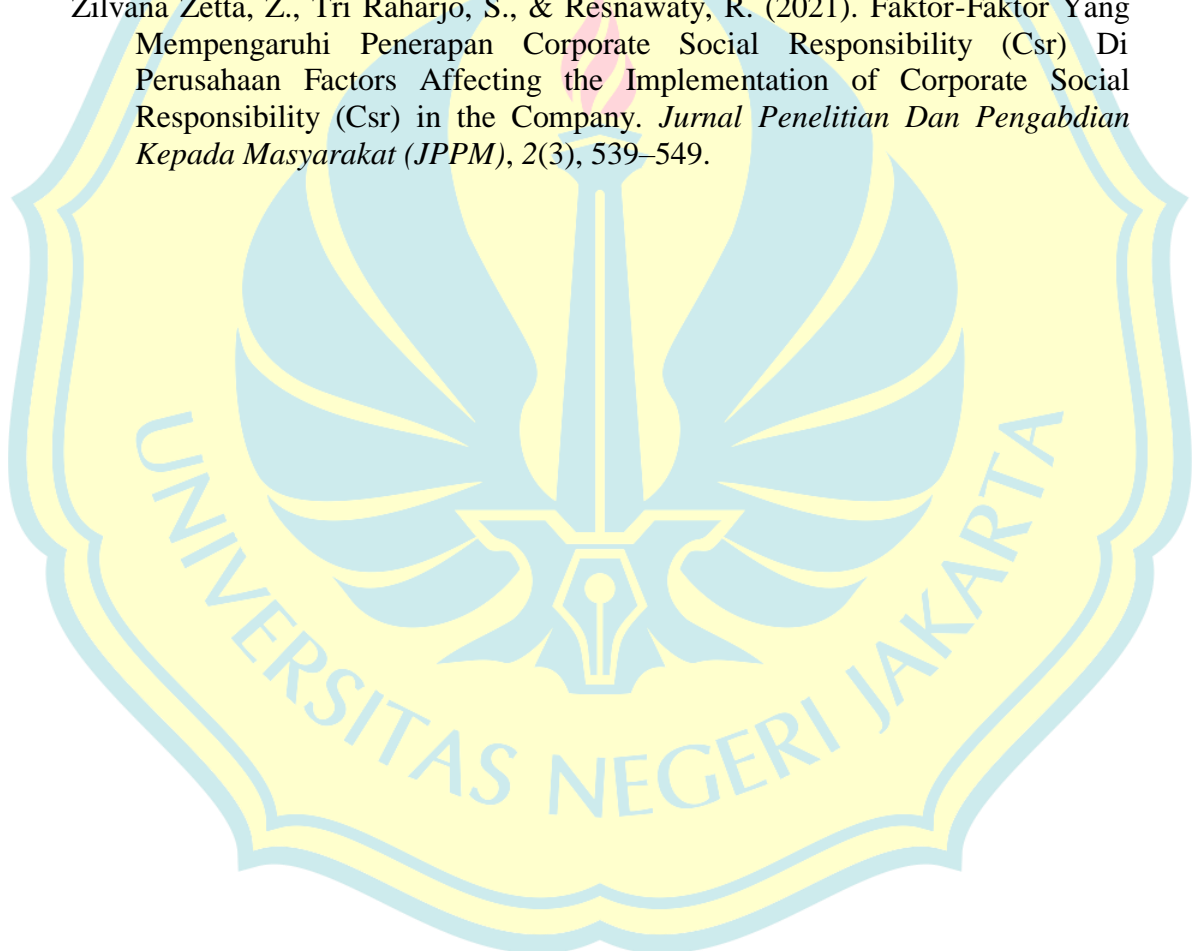 Zilvana Zetta, Z., Tri Raharjo, S., & Resnawaty, R. (2021). Faktor-Faktor Yang
Mempengaruhi Penerapan Corporate Social Responsibility (Csr) Di
Perusahaan Factors Affecting the Implementation of Corporate Social
Responsibility (Csr) in the Company. Jurnal Penelitian Dan Pengabdian
Kepada Masyarakat (JPPM), 2(3), 539–549.
UNIVERSITAS NEGERI JAKARTA